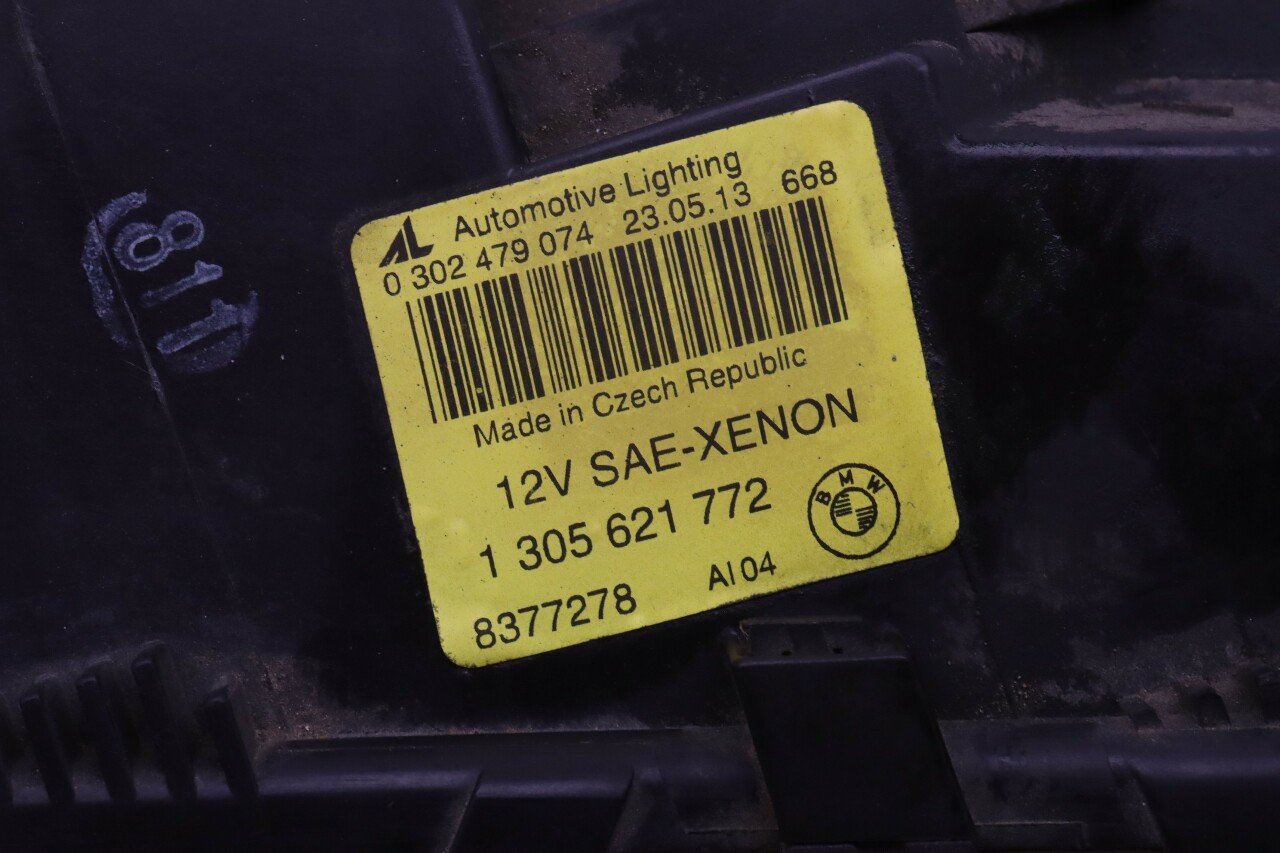 AL Automotive Lighting
0 302 479 074 23.05.13 668
Made in Czech Republic
12V SAE-XENON
1 305 621 772
BMW
8377278 AI 04
811